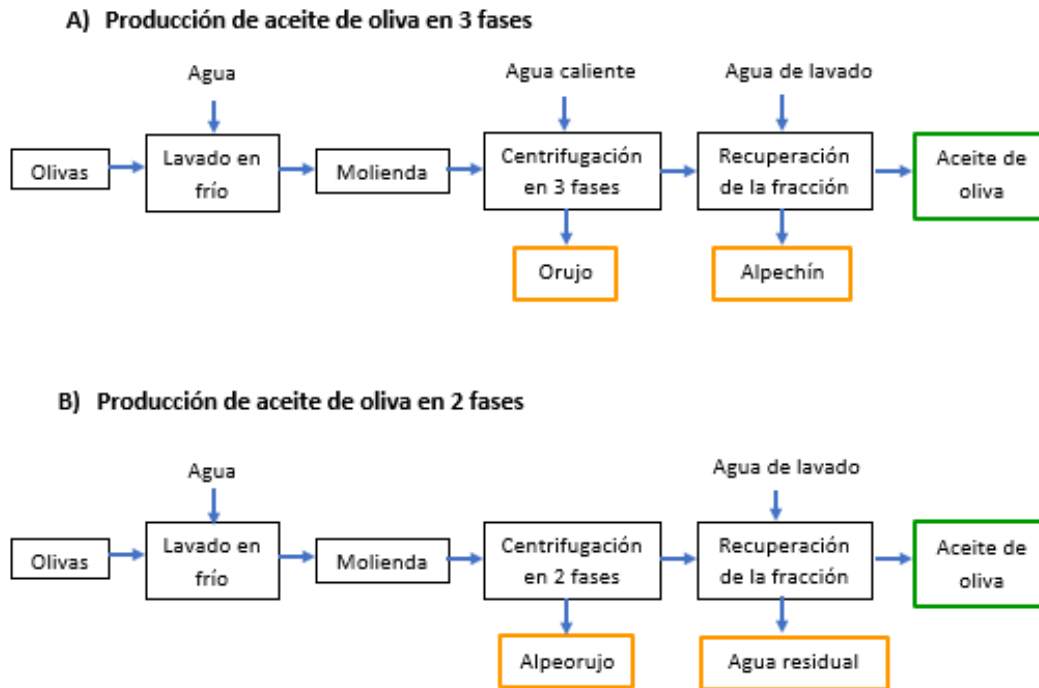 A) Producción de aceite de oliva en 3 fases
Agua
Agua caliente
Agua de lavado
Olivas
Lavado en
frío
Molienda
Centrifugación
en 3 fases
Recuperación
de la fracción
Aceite de
oliva
Orujo
Alpechín
B) Producción de aceite de oliva en 2 fases
Agua
Agua de lavado
Olivas
Lavado en
frío
Molienda
Centrifugación
en 2 fases
Recuperación
de la fracción
Aceite de
oliva
Alpeorujo
Agua residual